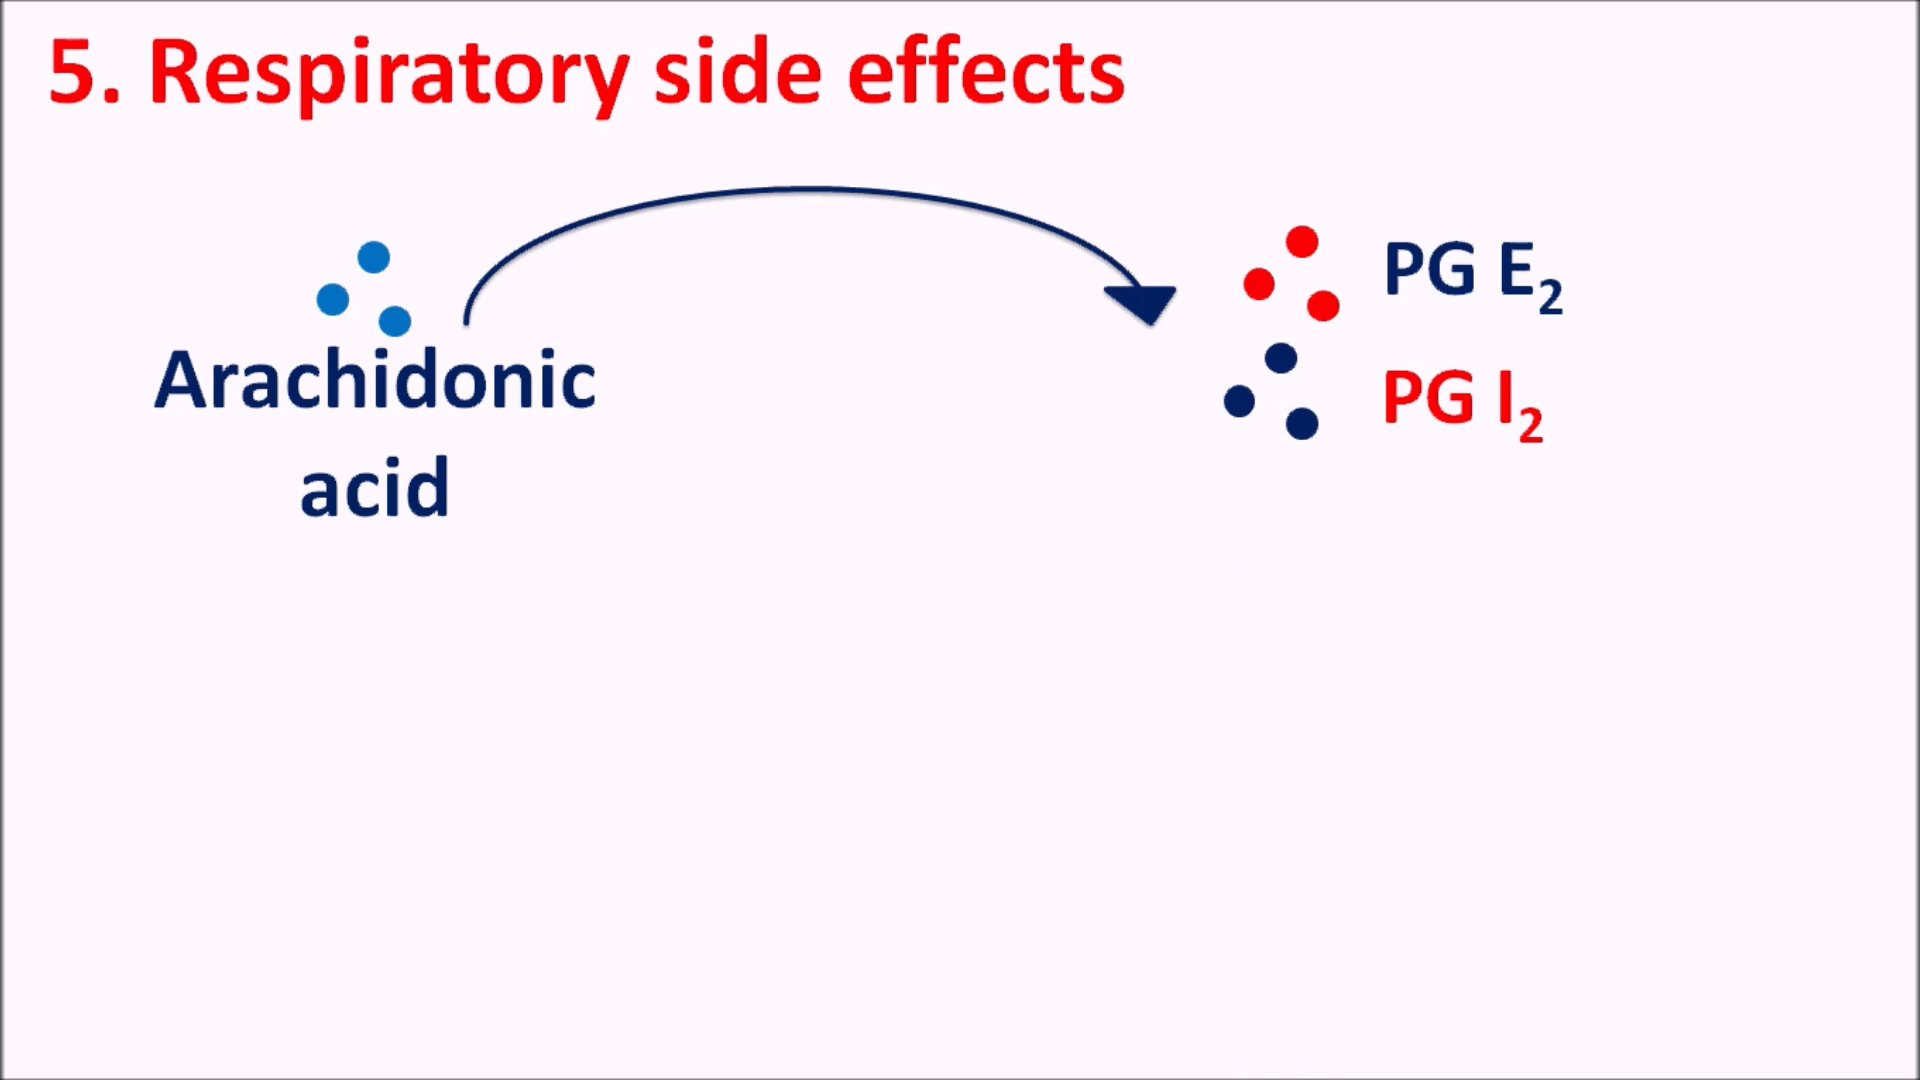 5. Respiratory side effects
PG E₂
PG I₂
Arachidonic
acid